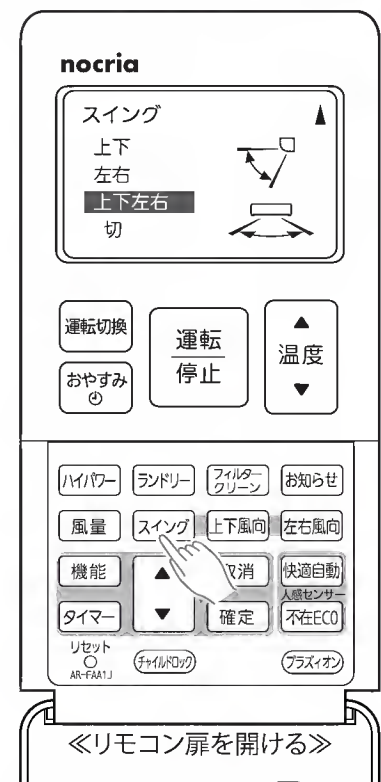 nocria
スイング
上下
左右
上下左右
切
運転切換
運転
停止
温度
おやすみ
ハイパワー ランドリー フィルター クリーン お知らせ
風量 スイング 上下風向 左右風向
機能 消 快適自動
人感センサー
タイマー 確定 不在ECO
リセット
AR-FAA1J
チャイルドロック プラズィオン
≪リモコン扉を開ける≫